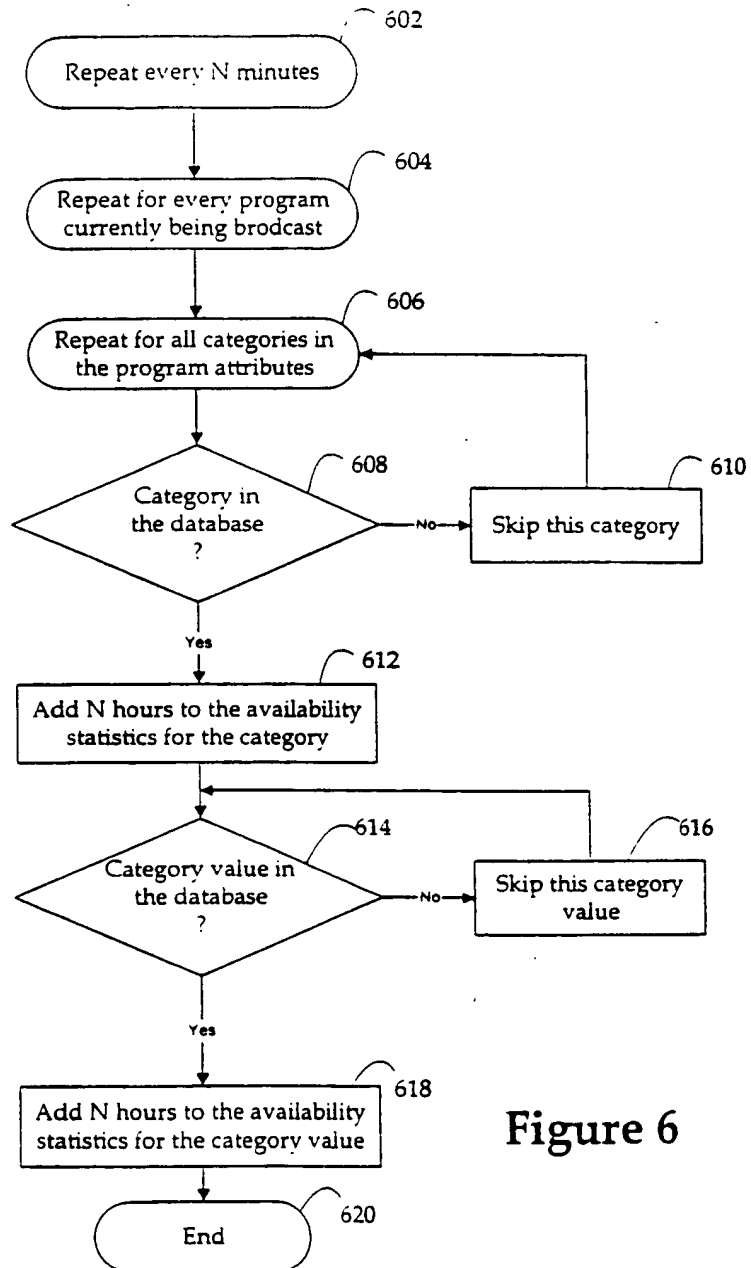 602
Repeat every N minutes
604
Repeat for every program
currently being brodcast
606
Repeat for all categories in
the program attributes
608
Category in
the database
?
No
610
Skip this category
Yes
612
Add N hours to the availability
statistics for the category
614
Category value in
the database
?
No
616
Skip this category
value
Yes
618
Add N hours to the availability
statistics for the category value
Figure 6
620
End